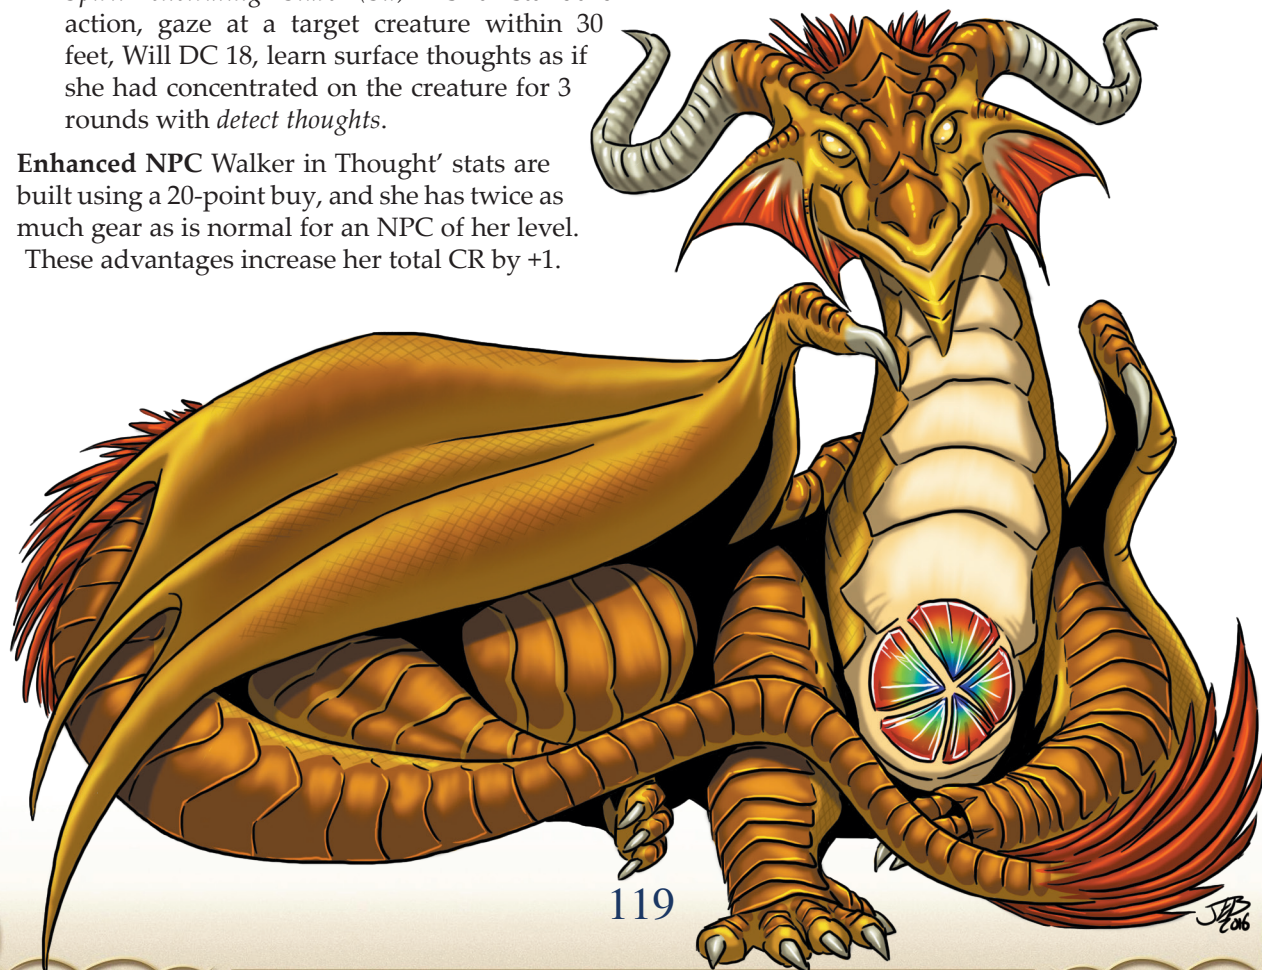 action, gaze at a target creature within 30
feet, Will DC 18, learn surface thoughts as if
she had concentrated on the creature for 3
rounds with detect thoughts.
Enhanced NPC Walker in Thought’ stats are
built using a 20-point buy, and she has twice as
much gear as is normal for an NPC of her level.
These advantages increase her total CR by +1.
119
JEB
2016